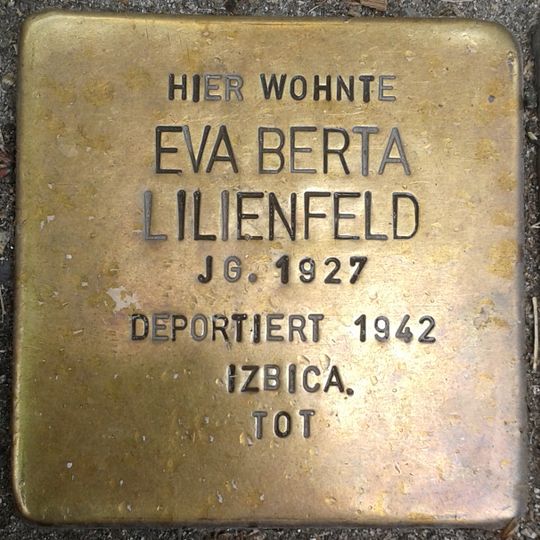 HIER WOHNTE
EVA BERTA
LILIENFELD
JG. 1927
DEPORTIERT 1942
IZBICA.
TOT